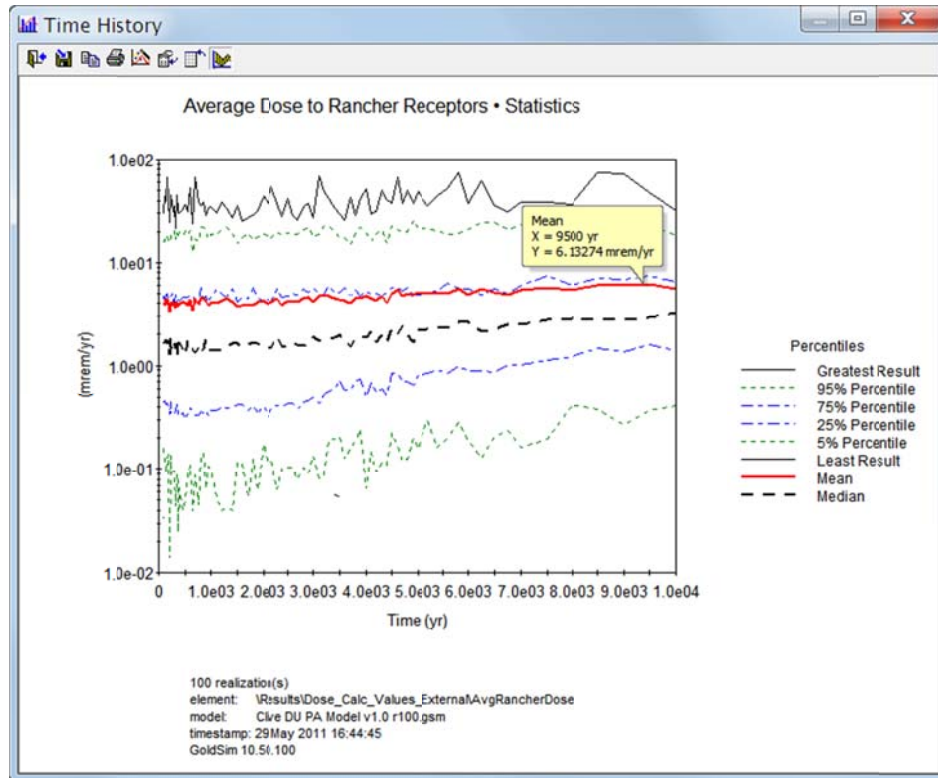 Time History
Average Dose to Rancher Receptors • Statistics
1.0e02
1.0e01
1.0e00
1.0e-01
1.0e-02
(mrem/yr)
Mean
X = 9500 yr
Y = 6.13274 mrem/yr
0 1.0e03 2.0e03 3.0e03 4.0e03 5.0e03 6.0e03 7.0e03 8.0e03 9.0e03 1.0e04
Time (yr)
Percentiles
Greatest Result
95% Percentile
75% Percentile
25% Percentile
5% Percentile
Least Result
Mean
Median
100 realization(s)
element: \Results\Dose_Calc_Values_External\AvgRancherDose
model: Clive DU PA Model v1.0 r100.gsm
timestamp: 29May 2011 16:44:45
GoldSim 10.50.100